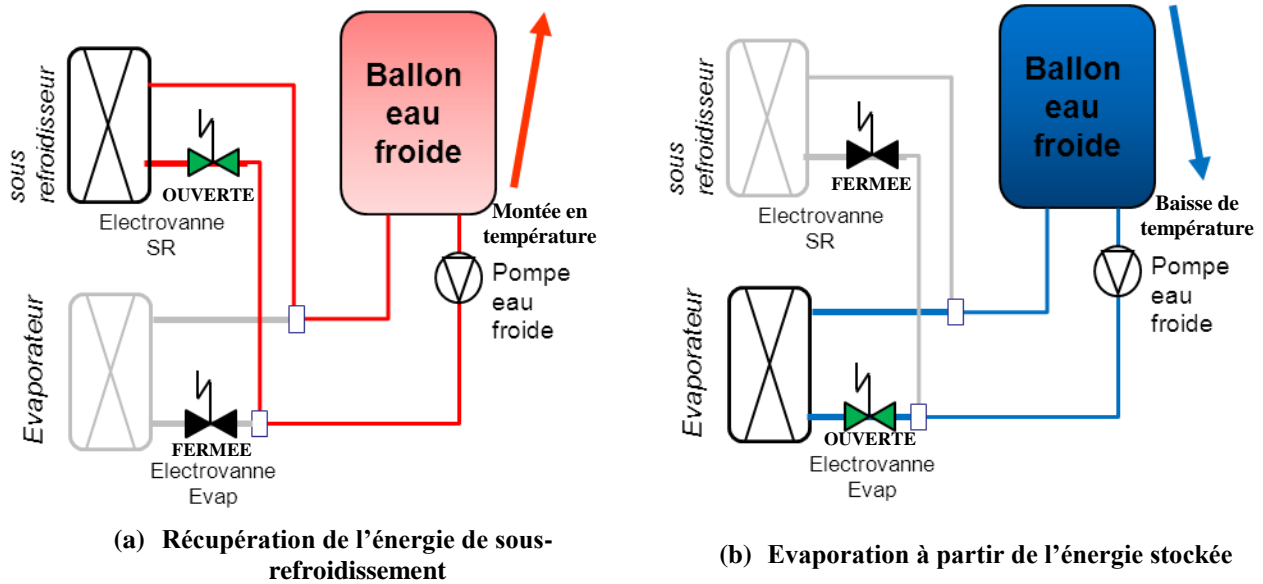 sous
refroidisseur
OUVERTE
Electrovanne
SR
Ballon
eau
froide
Montée en
température
Pompe
eau
froide
Evaporateur
FERMEE
Electrovanne
Evap
(a) Récupération de l'énergie de sous-
refroidissement
sous
refroidisseur
FERMEE
Electrovanne
SR
Ballon
eau
froide
Baisse de
température
Pompe
eau
froide
Evaporateur
OUVERTE
Electrovanne
Evap
(b) Evaporation à partir de l'énergie stockée